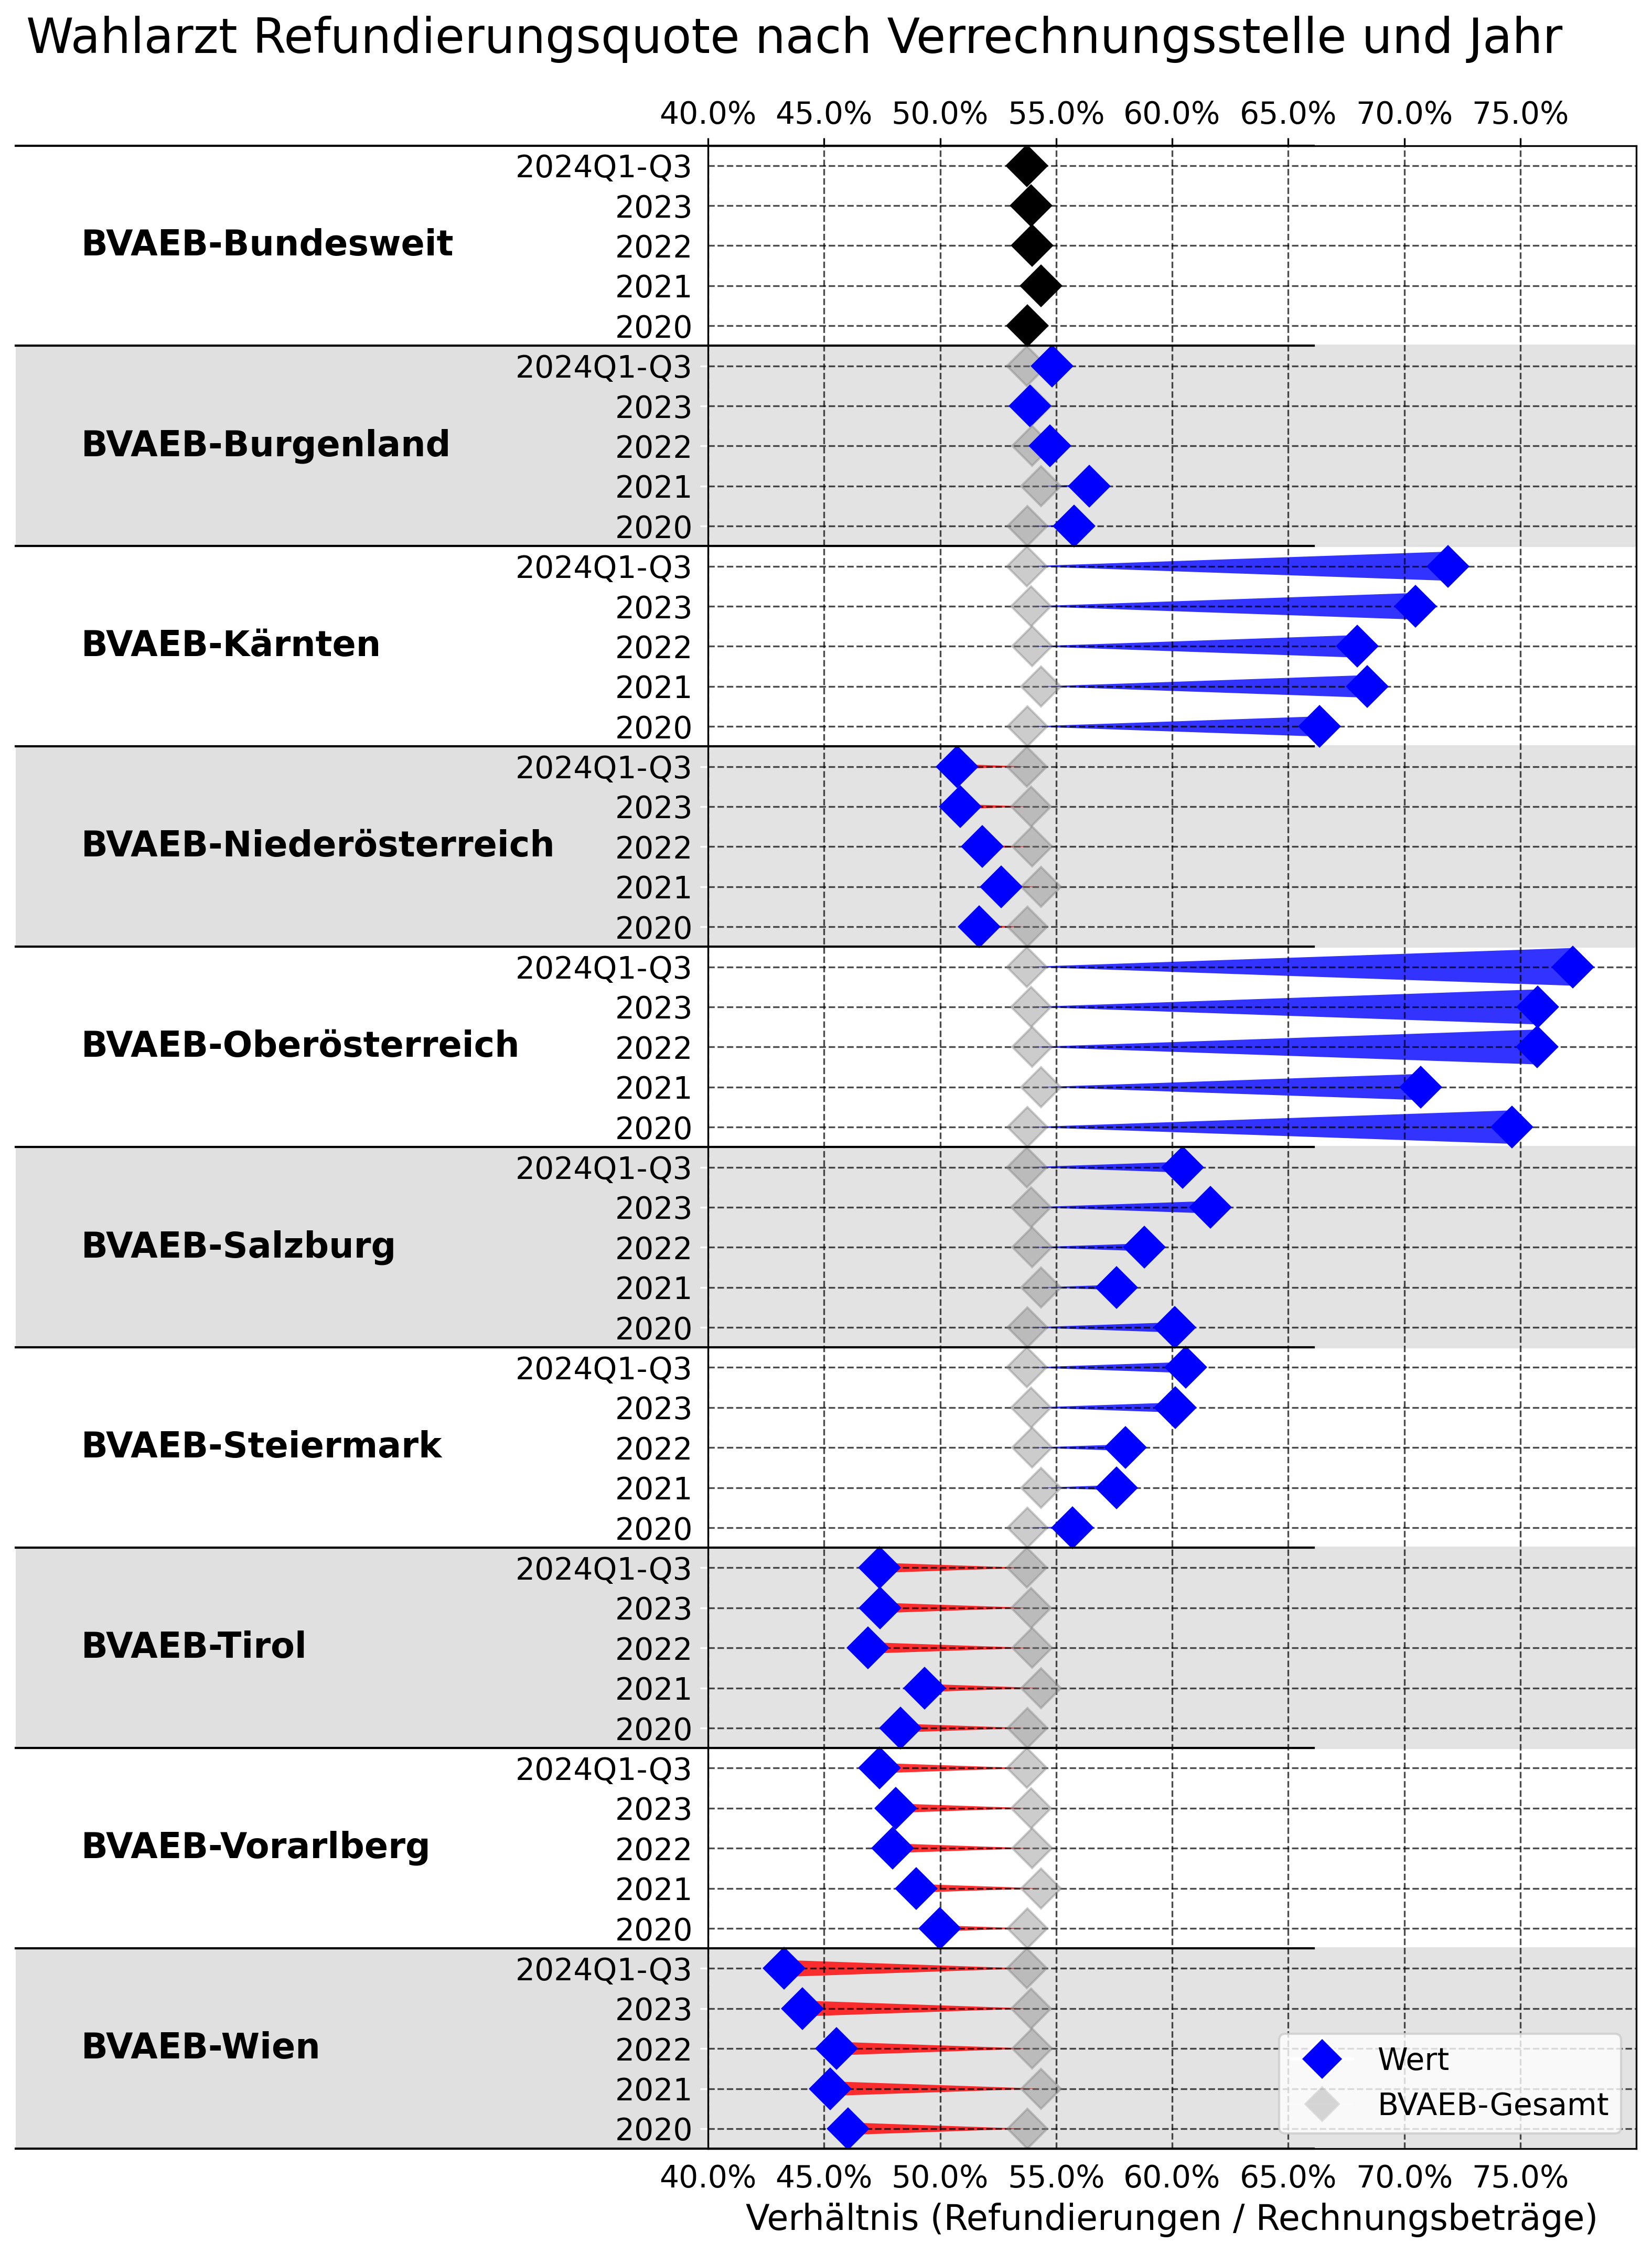 Wahlarzt Refundierungsquote nach Verrechnungsstelle und Jahr
40.0% 45.0% 50.0% 55.0% 60.0% 65.0% 70.0% 75.0%
BVAEB-Bundesweit
2024Q1-Q3
2023
2022
2021
2020
BVAEB-Burgenland
2024Q1-Q3
2023
2022
2021
2020
BVAEB-Kärnten
2024Q1-Q3
2023
2022
2021
2020
BVAEB-Niederösterreich
2024Q1-Q3
2023
2022
2021
2020
BVAEB-Oberösterreich
2024Q1-Q3
2023
2022
2021
2020
BVAEB-Salzburg
2024Q1-Q3
2023
2022
2021
2020
BVAEB-Steiermark
2024Q1-Q3
2023
2022
2021
2020
BVAEB-Tirol
2024Q1-Q3
2023
2022
2021
2020
BVAEB-Vorarlberg
2024Q1-Q3
2023
2022
2021
2020
BVAEB-Wien
2024Q1-Q3
2023
2022
2021
2020
Wert
BVAEB-Gesamt
40.0% 45.0% 50.0% 55.0% 60.0% 65.0% 70.0% 75.0%
Verhältnis (Refundierungen / Rechnungsbeträge)